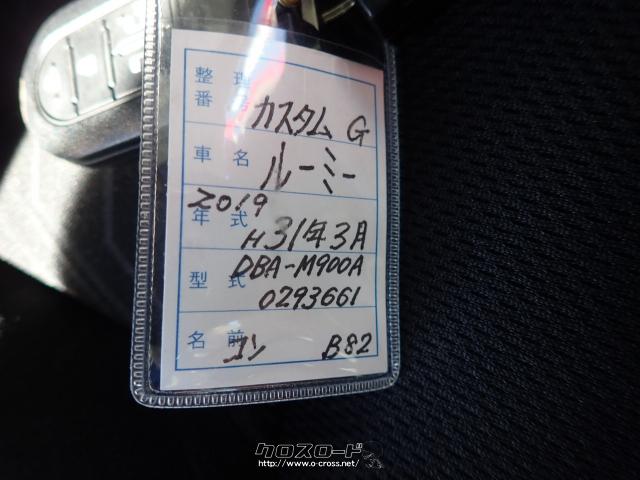 整理
番号
カスタム G
車名
ルーミー
2019
年式
H31年3月
DBA-M900A
型式
0293661
名前
B82
クロスロード
http://www.o-cross.net/